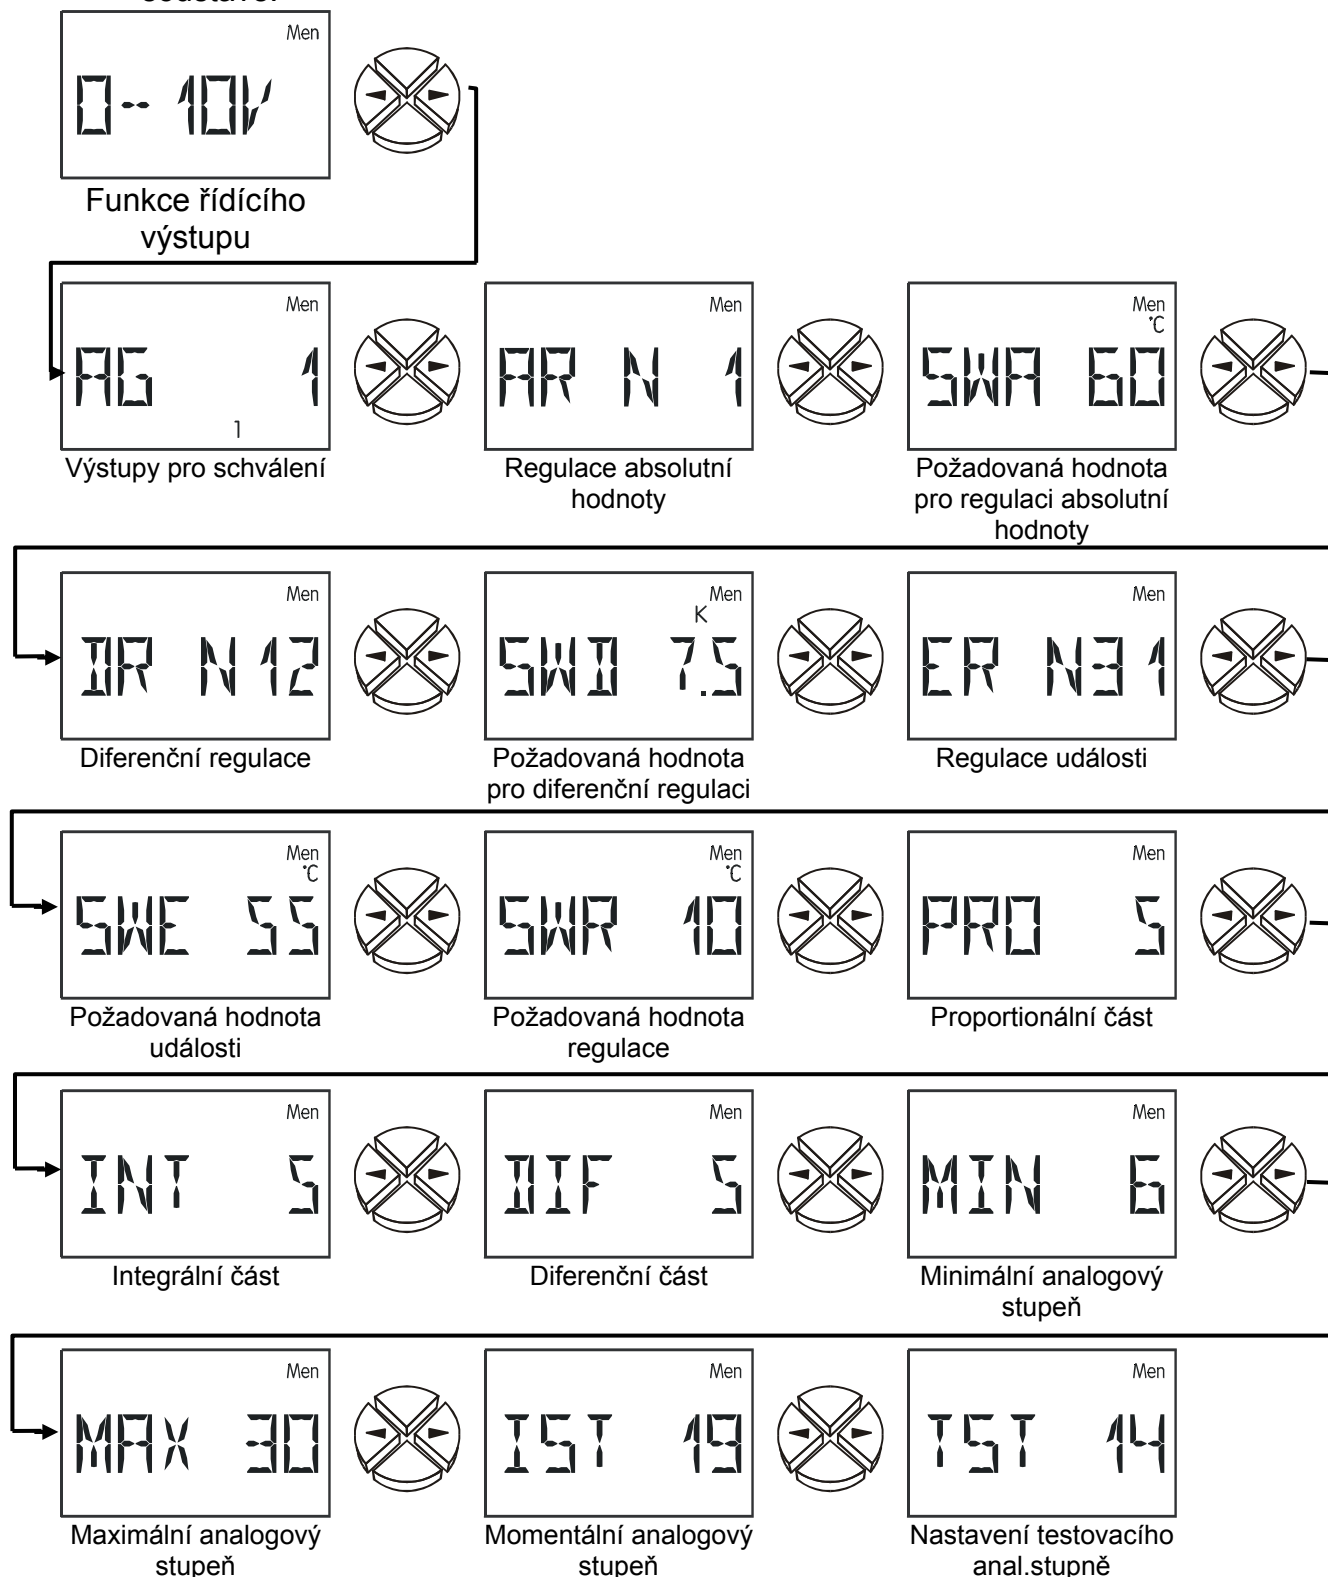 Men
0--10V
Funkce řídícího
výstupu
Men
AG 1
1
Výstupy pro schválení
Men
AR N 1
Regulace absolutní
hodnoty
Men
°C
SWA 60
Požadovaná hodnota
pro regulaci absolutní
hodnoty
Men
DR N12
Diferenční regulace
Men
K
SWD 7.5
Požadovaná hodnota
pro diferenční regulaci
Men
ER N31
Regulace události
Men
°C
SWE 55
Požadovaná hodnota
události
Men
°C
SWR 10
Požadovaná hodnota
regulace
Men
PRO 5
Proportionální část
Men
INT 5
Integrální část
Men
DIF 5
Diferenční část
Men
MIN 6
Minimální analogový
stupeň
Men
MAX 30
Maximální analogový
stupeň
Men
IST 19
Momentální analogový
stupeň
Men
TST 14
Nastavení testovacího
anal.stupně